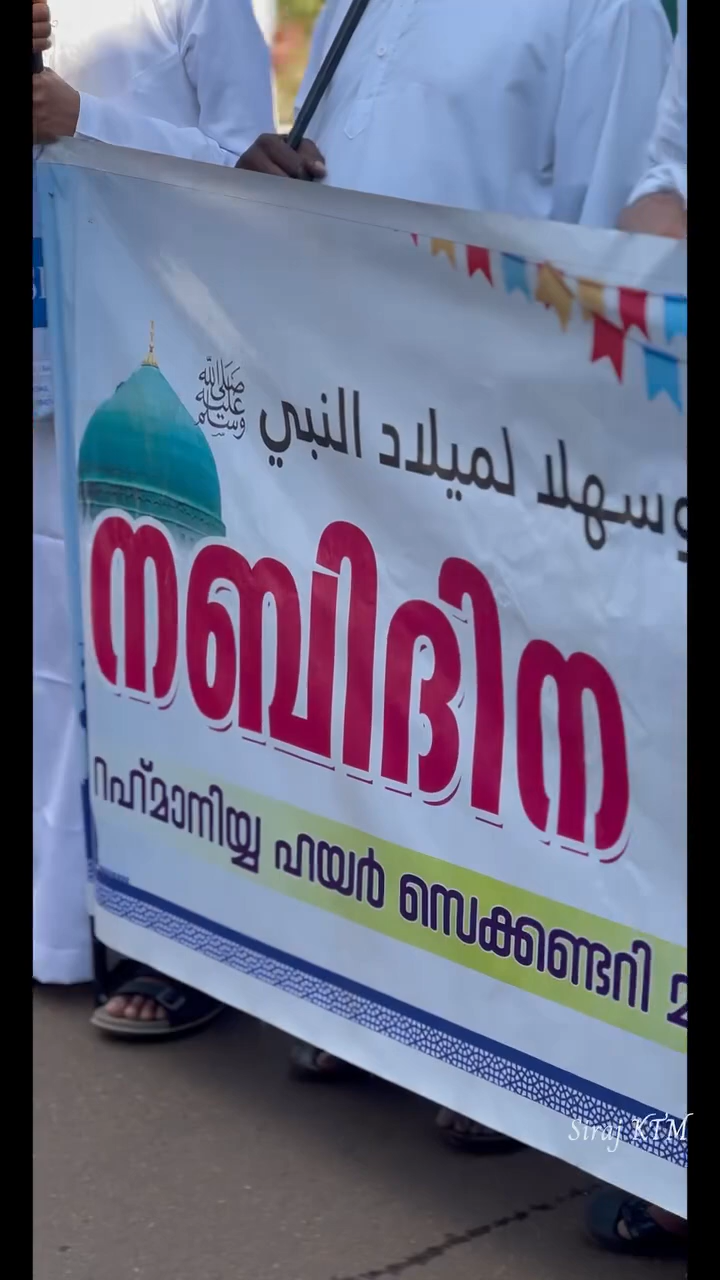 صلى الله عليه وسلم
وسهلا لميلاد النبي
നബിദിന
റഹ്മാനിയ്യ ഹയർ സെക്കണ്ടറി
Siraj KTM